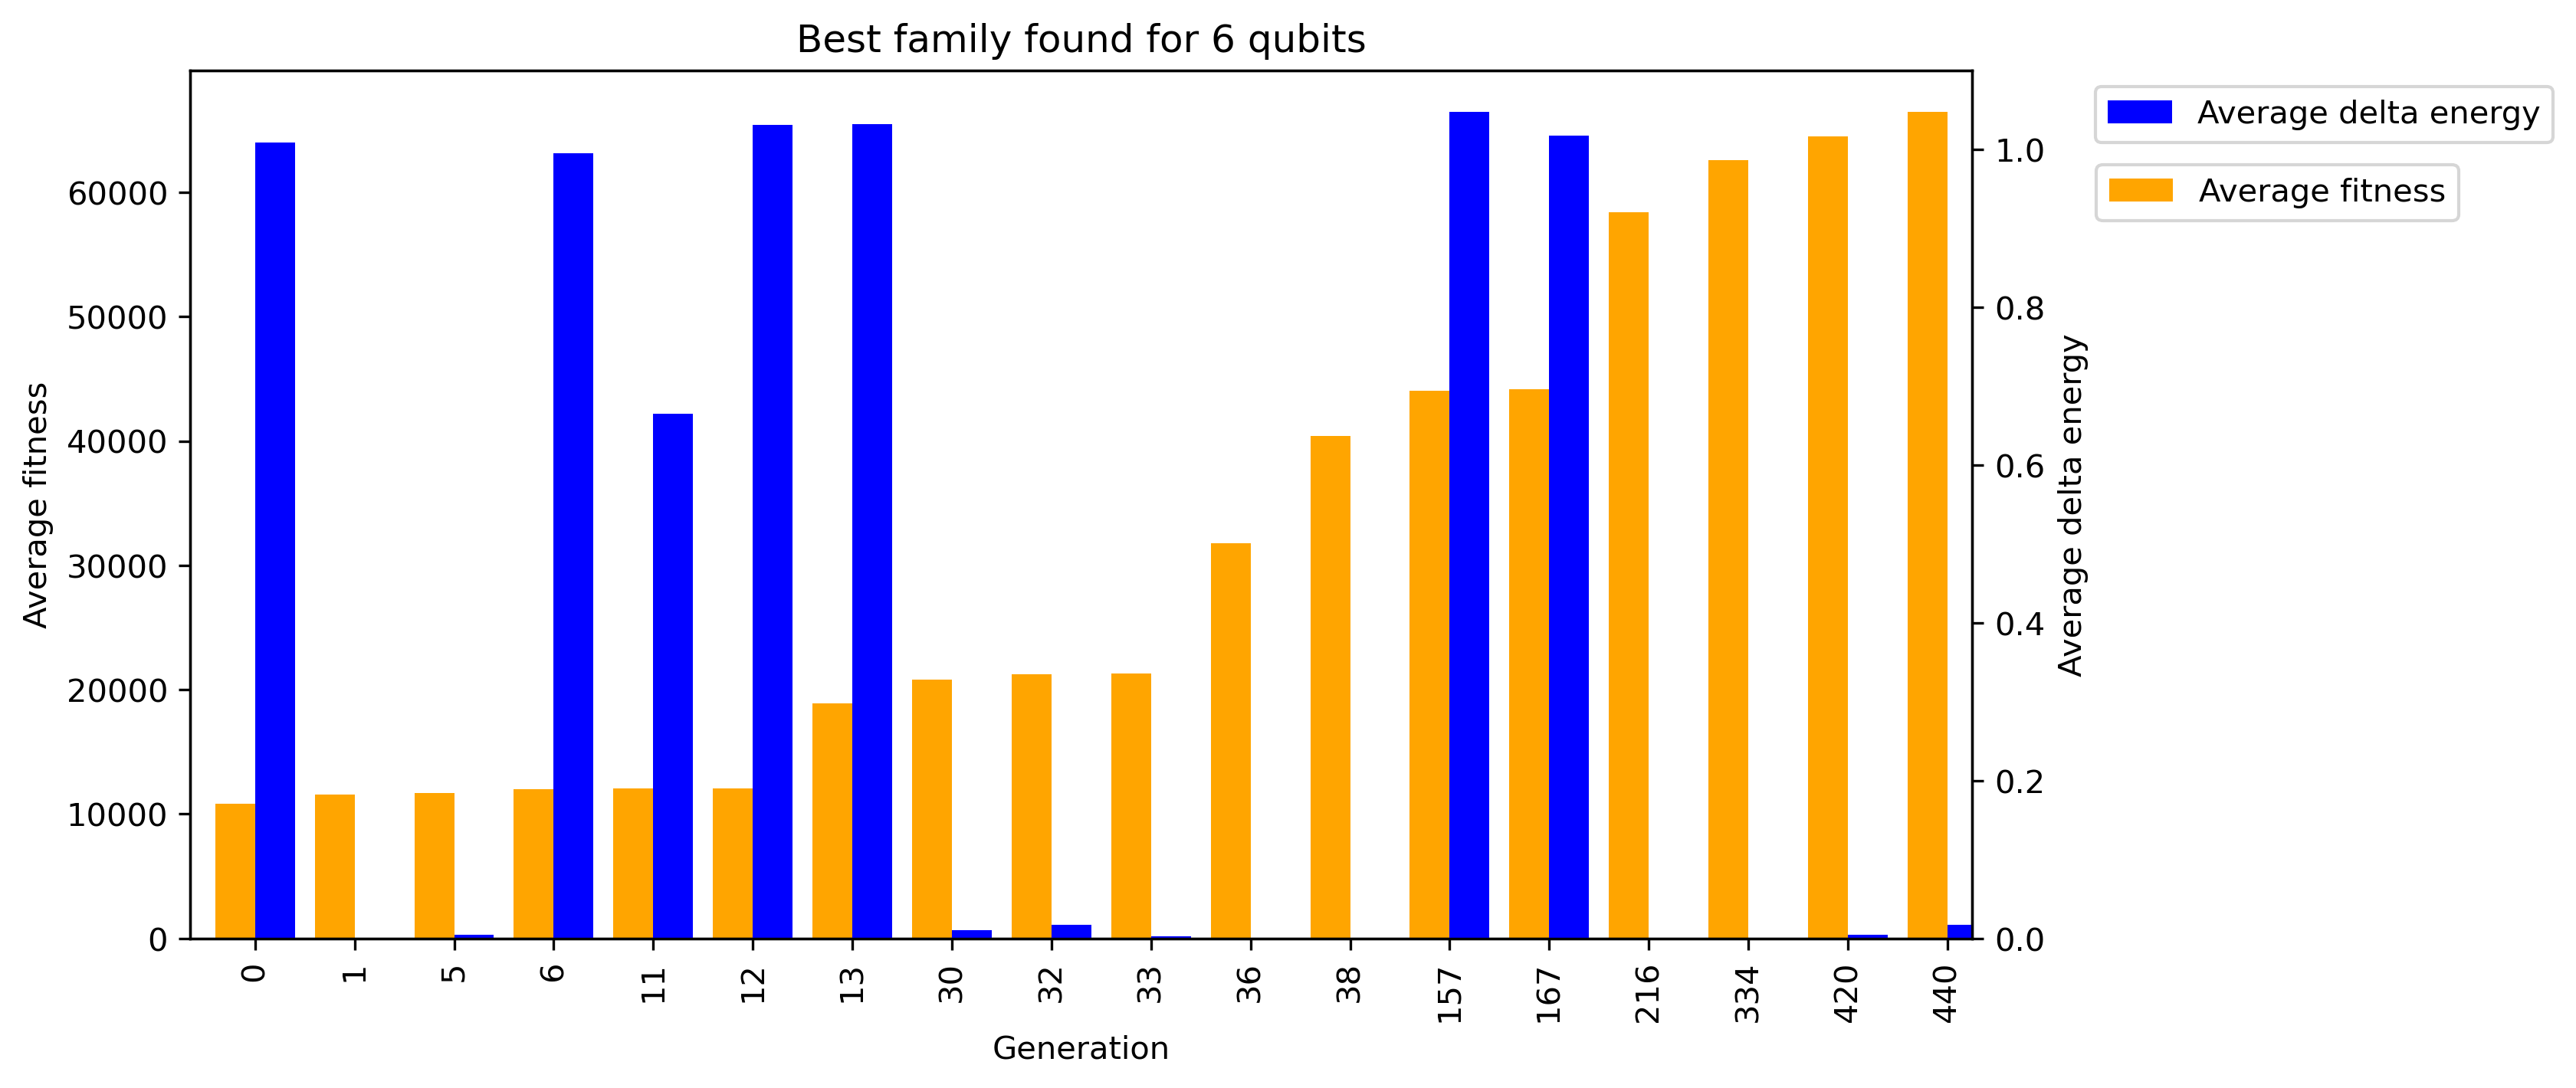 Best family found for 6 qubits
Average delta energy
Average fitness
60000
50000
40000
30000
20000
10000
0
Average fitness
1.0
0.8
0.6
0.4
0.2
0.0
Average delta energy
0 1 5 6 11 12 13 30 32 33 36 38 157 167 216 334 420 440
Generation